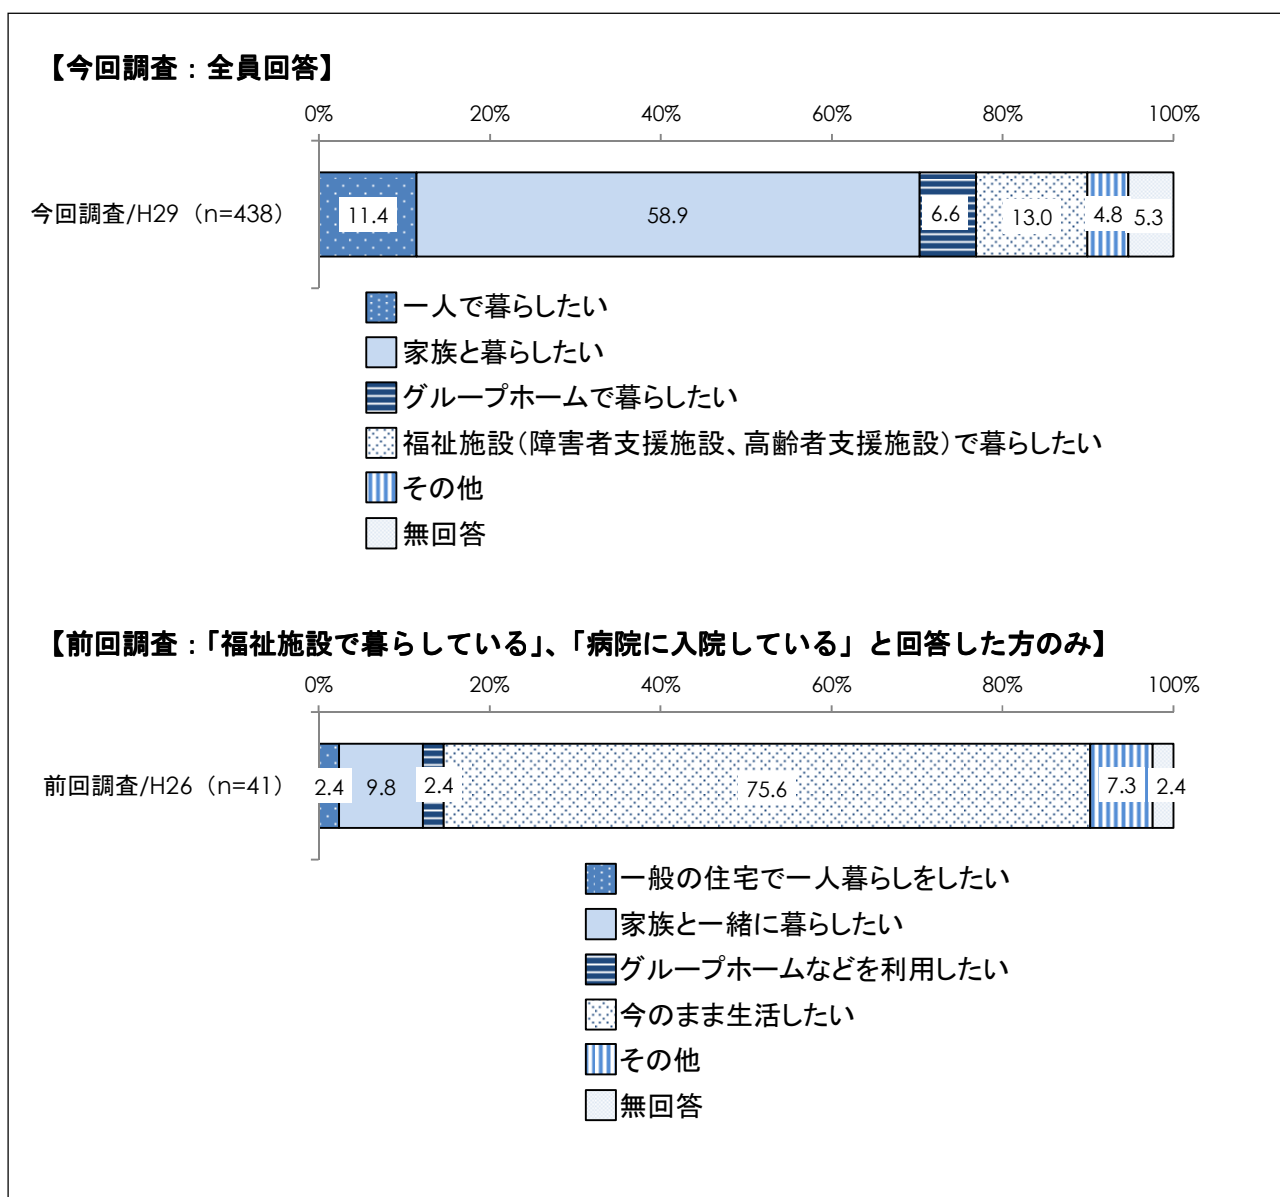 【今回調査：全員回答】
0% 20% 40% 60% 80% 100%
今回調査/H29（n=438） 11.4 58.9 6.6 13.0 4.8 5.3
一人で暮らしたい
家族と暮らしたい
グループホームで暮らしたい
福祉施設（障害者支援施設、高齢者支援施設）で暮らしたい
その他
無回答
【前回調査：「福祉施設で暮らしている」、「病院に入院している」と回答した方のみ】
0% 20% 40% 60% 80% 100%
前回調査/H26（n=41） 2.4 9.8 2.4 75.6 7.3 2.4
一般の住宅で一人暮らしをしたい
家族と一緒に暮らしたい
グループホームなどを利用したい
今のまま生活したい
その他
無回答